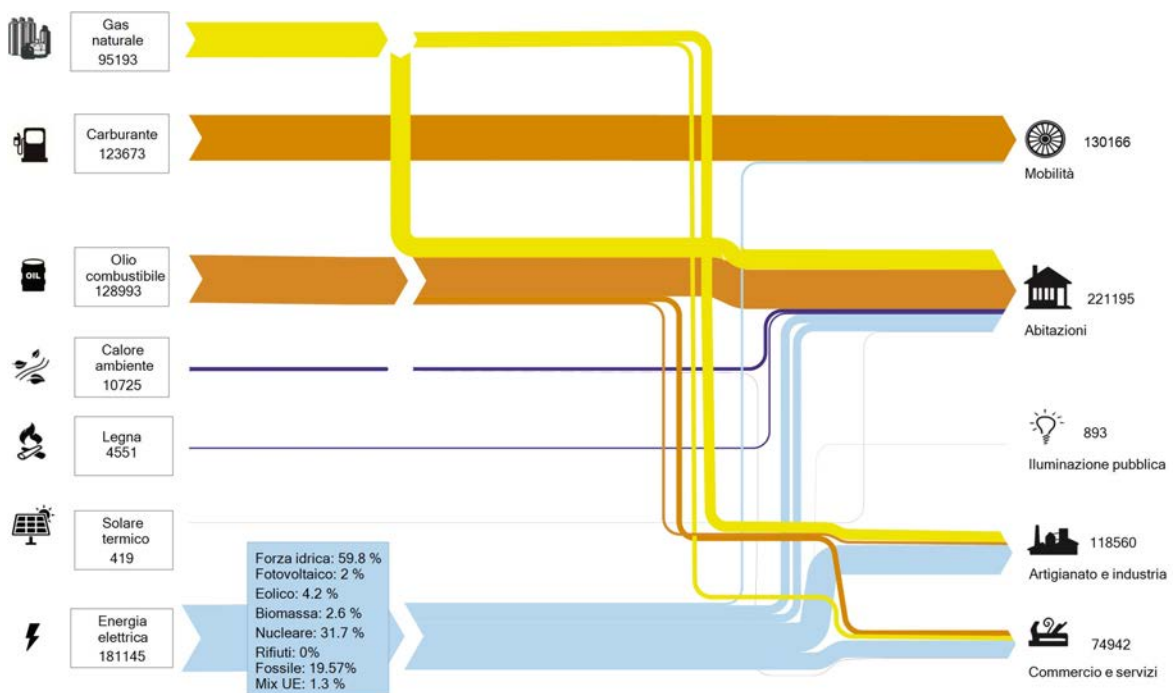 Gas
naturale
95193
Carburante
123673
130166
Mobilità
OIL
Olio
combustibile
128993
221195
Abitazioni
Calore
ambiente
10725
Legna
4551
893
Iluminazione pubblica
Solare
termico
419
118560
Artigianato e industria
Energia
elettrica
181145
Forza idrica: 59.8 %
Fotovoltaico: 2 %
Eolico: 4.2 %
Biomassa: 2.6 %
Nucleare: 31.7 %
Rifiuti: 0%
Fossile: 19.57%
Mix UE: 1.3 %
74942
Commercio e servizi